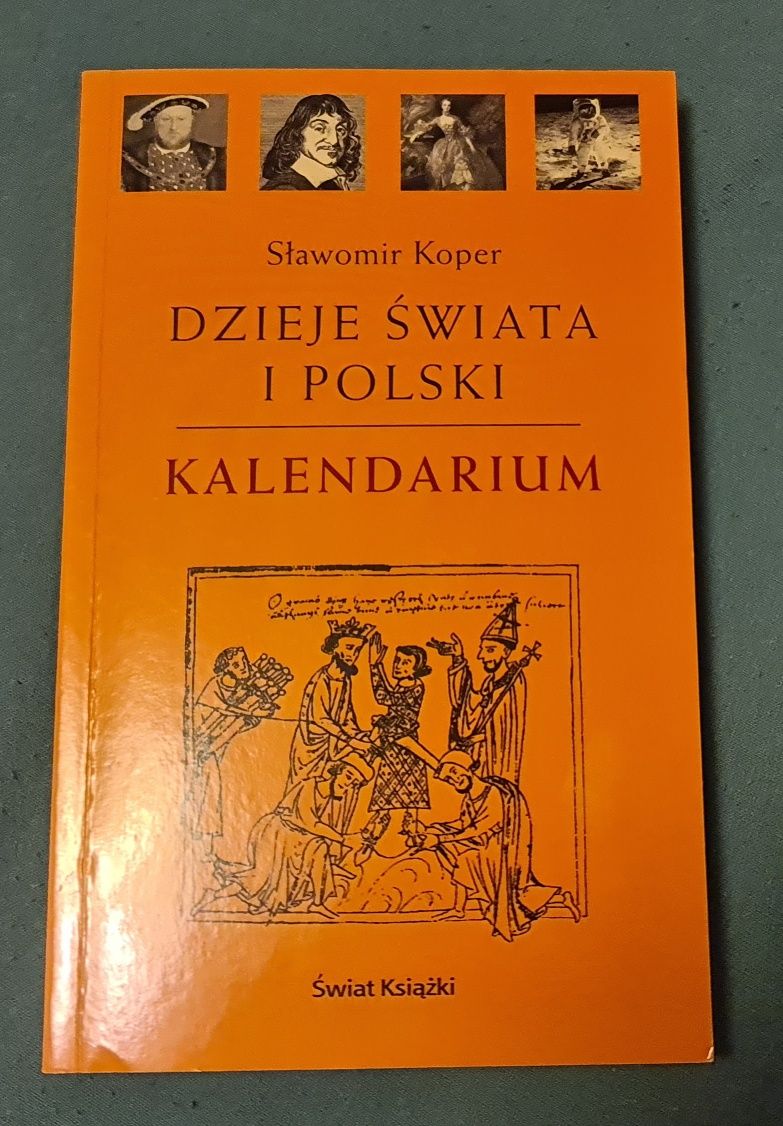 Sławomir Koper
DZIEJE ŚWIATA
I POLSKI
KALENDARIUM
Świat Książki